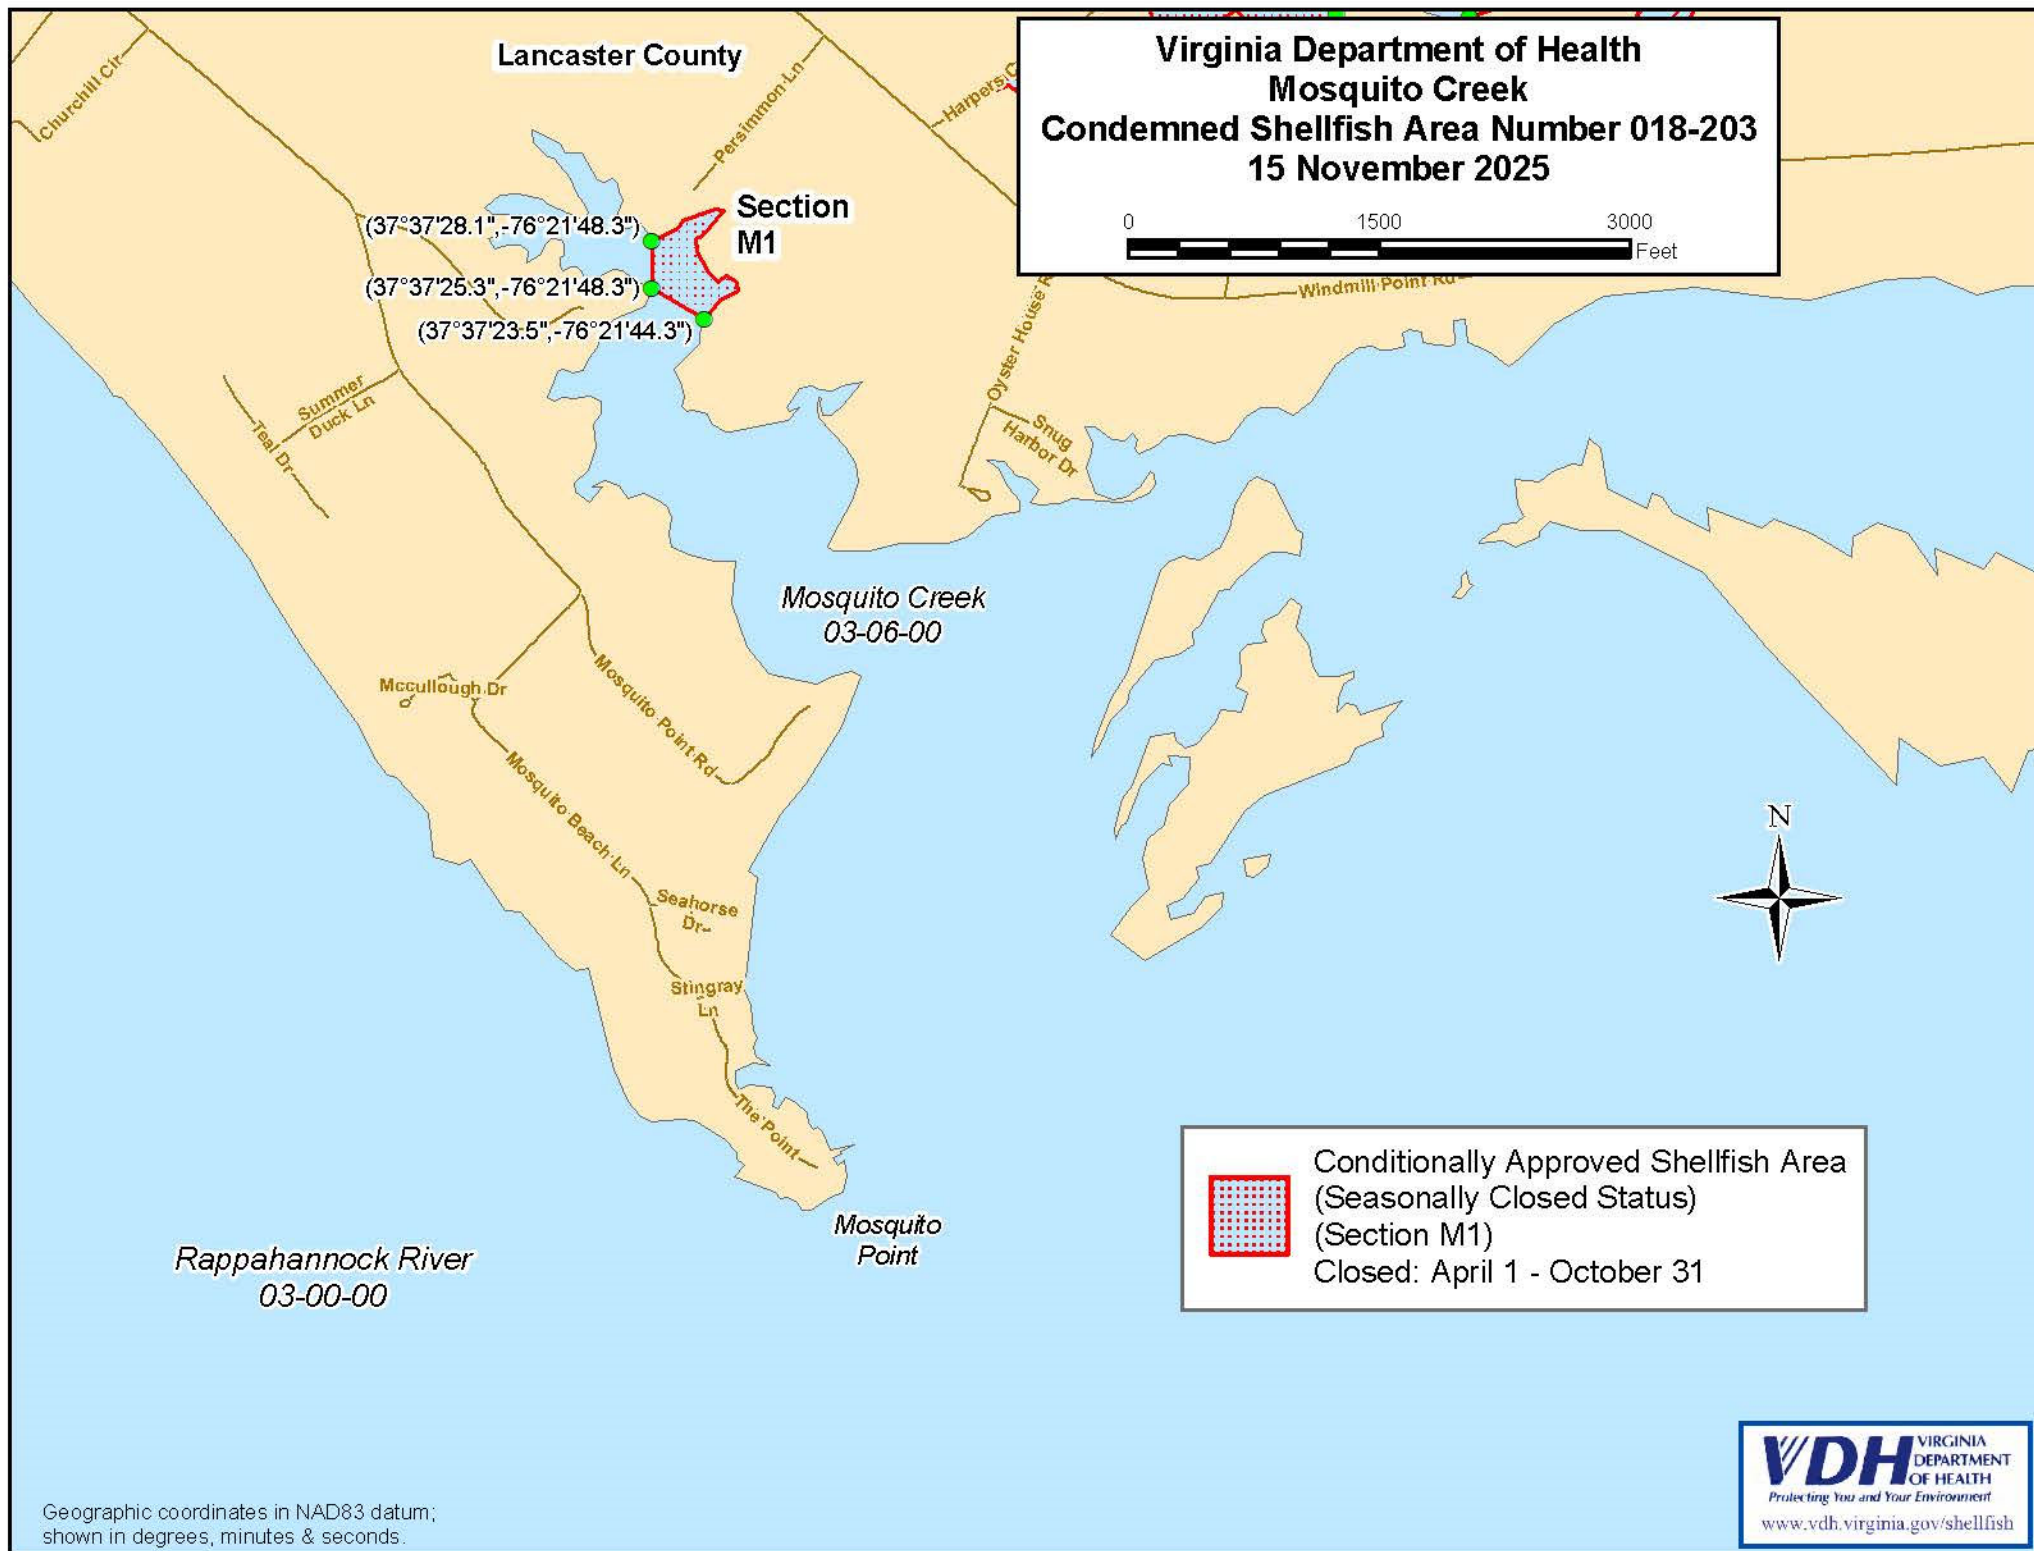 Lancaster County
Virginia Department of Health
Mosquito Creek
Condemned Shellfish Area Number 018-203
15 November 2025
0 1500 3000
Feet
Churchill Cir
Persimmon Ln
Harpers C
Section
M1
(37°37'28.1",-76°21'48.3")
(37°37'25.3",-76°21'48.3")
(37°37'23.5",-76°21'44.3")
Windmill Point Rd
Oyster House R
Snug
Harbor Dr
Summer
Duck Ln
Teal Dr
Mosquito Creek
03-06-00
Mccullough Dr
Mosquito Point Rd
Mosquito Beach Ln
N
Seahorse
Dr
Stingray
Ln
The Point
Mosquito
Point
Rappahannock River
03-00-00
Conditionally Approved Shellfish Area
(Seasonally Closed Status)
(Section M1)
Closed: April 1 - October 31
VDH VIRGINIA
DEPARTMENT
OF HEALTH
Protecting You and Your Environment
www.vdh.virginia.gov/shellfish
Geographic coordinates in NAD83 datum;
shown in degrees, minutes & seconds.